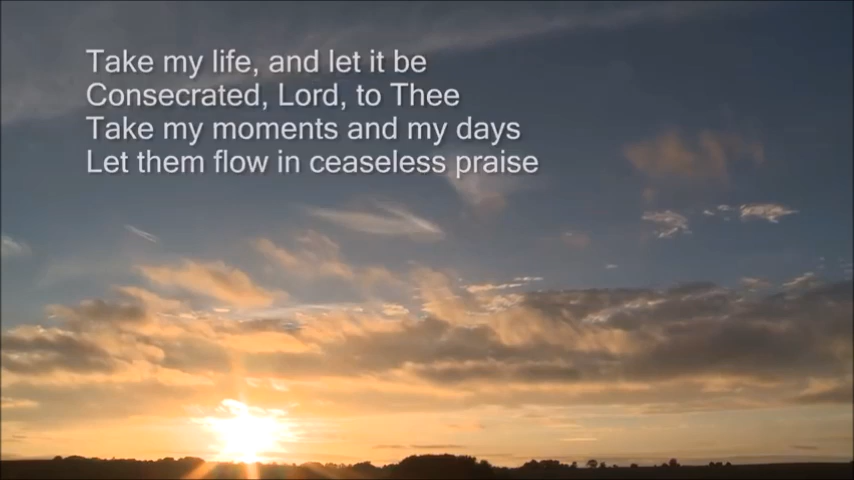 Take my life, and let it be
Consecrated, Lord, to Thee
Take my moments and my days
Let them flow in ceaseless praise